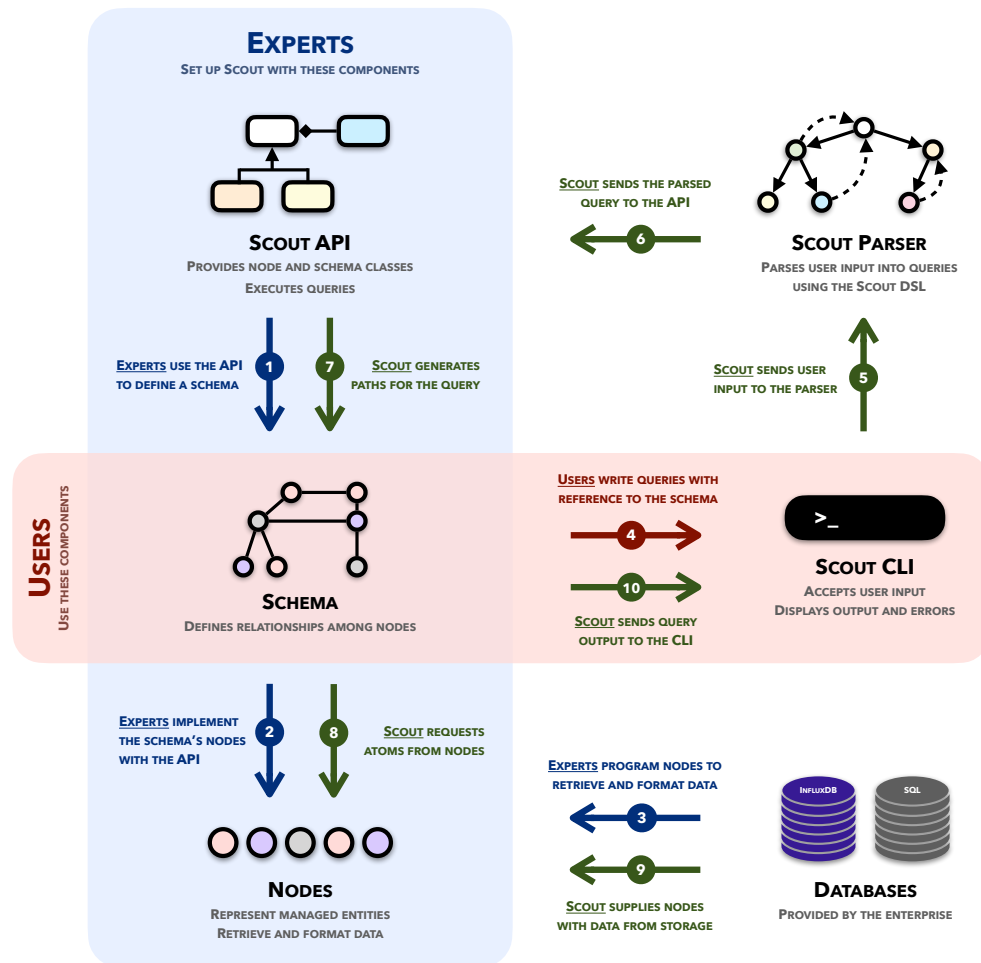 EXPERTS
SET UP SCOUT WITH THESE COMPONENTS
SCOUT API
PROVIDES NODE AND SCHEMA CLASSES
EXECUTES QUERIES
SCOUT SENDS THE PARSED
QUERY TO THE API
6
SCOUT PARSER
PARSES USER INPUT INTO QUERIES
USING THE SCOUT DSL
EXPERTS USE THE API
TO DEFINE A SCHEMA
1
7
SCOUT GENERATES
PATHS FOR THE QUERY
SCOUT SENDS USER
INPUT TO THE PARSER
5
USERS
USE THESE COMPONENTS
SCHEMA
DEFINES RELATIONSHIPS AMONG NODES
USERS WRITE QUERIES WITH
REFERENCE TO THE SCHEMA
4
10
SCOUT SENDS QUERY
OUTPUT TO THE CLI
>_
SCOUT CLI
ACCEPTS USER INPUT
DISPLAYS OUTPUT AND ERRORS
EXPERTS IMPLEMENT
THE SCHEMA'S NODES
WITH THE API
2
8
SCOUT REQUESTS
ATOMS FROM NODES
EXPERTS PROGRAM NODES TO
RETRIEVE AND FORMAT DATA
3
9
SCOUT SUPPLIES NODES
WITH DATA FROM STORAGE
INFLUXDB
SQL
NODES
REPRESENT MANAGED ENTITIES
RETRIEVE AND FORMAT DATA
DATABASES
PROVIDED BY THE ENTERPRISE